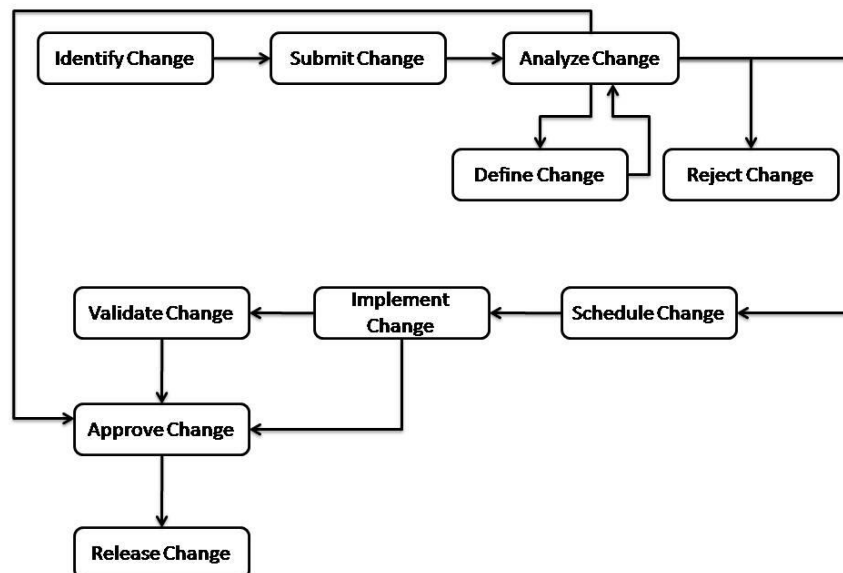 Identify Change
Submit Change
Analyze Change
Define Change
Reject Change
Validate Change
Implement
Change
Schedule Change
Approve Change
Release Change